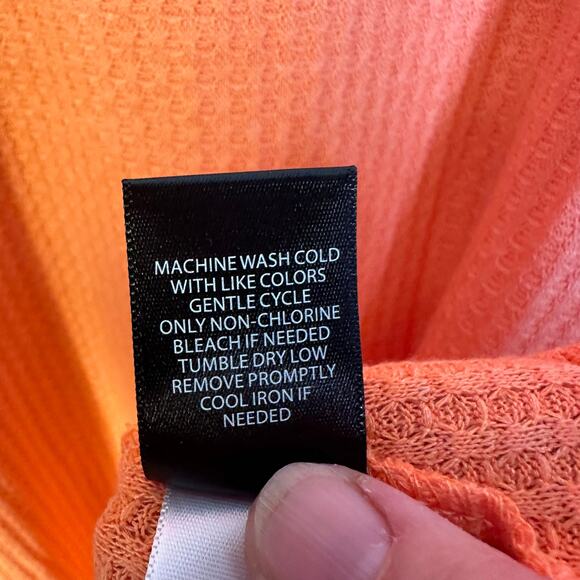 MACHINE WASH COLD
WITH LIKE COLORS
GENTLE CYCLE
ONLY NON-CHLORINE
BLEACH IF NEEDED
TUMBLE DRY LOW
REMOVE PROMPTLY
COOL IRON IF
NEEDED